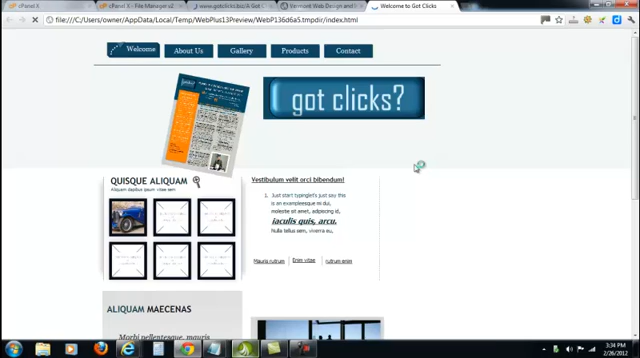 cPanel X
cPanel X - File Manager v2
www.gotclicks.biz/A Got C
Vermont Web Design and
Welcome to Got Clicks
file:///C:/Users/owner/AppData/Local/Temp/WebPlus13Preview/WebP136d6a5.tmpdir/index.html
Welcome
About Us
Gallery
Products
Contact
got clicks?
QUISQUE ALIQUAM
Aliquam dapibus ipsum vitae sem
Vestibulum velit orci bibendum!
1. Just start typinglet's just say this
is an exampleesque mi dui,
molestie sit amet, adipiscing id,
iaculis quis, arcu.
Nulla tellus sem, viverra eu,
Mauris rutrum
Enim vitae
rutrum enim
ALIQUAM MAECENAS
Morbi pellentesque, mauris
3:34 PM
2/26/2012